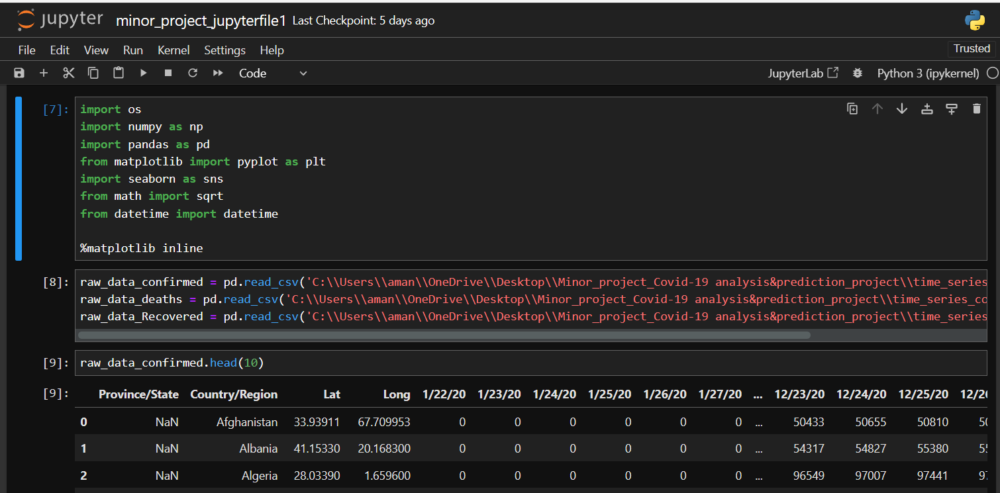 jupyter minor_project_jupyterfile1 Last Checkpoint: 5 days ago
File Edit View Run Kernel Settings Help Trusted
Code JupyterLab Python 3 (ipykernel)
[7]: import os
import numpy as np
import pandas as pd
from matplotlib import pyplot as plt
import seaborn as sns
from math import sqrt
from datetime import datetime
%matplotlib inline
[8]: raw_data_confirmed = pd.read_csv('C:\\Users\\aman\\OneDrive\\Desktop\\Minor_project_Covid-19 analysis&prediction_project\\time_series
raw_data_deaths = pd.read_csv('C:\\Users\\aman\\OneDrive\\Desktop\\Minor_project_Covid-19 analysis&prediction_project\\time_series_co
raw_data_Recovered = pd.read_csv('C:\\Users\\aman\\OneDrive\\Desktop\\Minor_project_Covid-19 analysis&prediction_project\\time_series
[9]: raw_data_confirmed.head(10)
[9]: Province/State Country/Region Lat Long 1/22/20 1/23/20 1/24/20 1/25/20 1/26/20 1/27/20 ... 12/23/20 12/24/20 12/25/20
0 NaN Afghanistan 33.93911 67.709953 0 0 0 0 0 0 ... 50433 50655 50810
1 NaN Albania 41.15330 20.168300 0 0 0 0 0 0 ... 54317 54827 55380
2 NaN Algeria 28.03390 1.659600 0 0 0 0 0 0 ... 96549 97007 97441